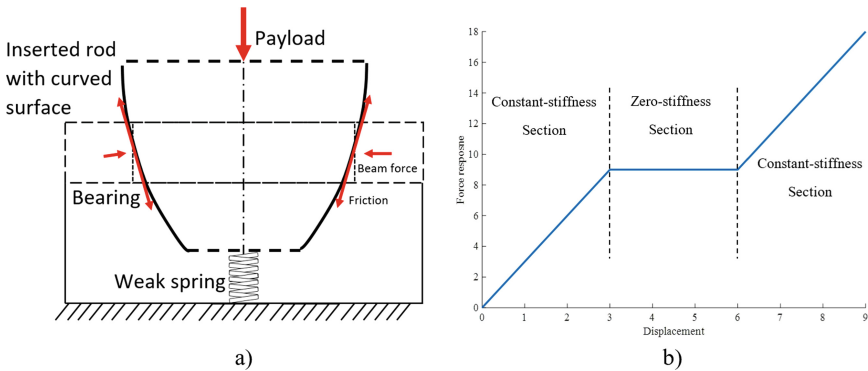 Payload
Inserted rod
with curved
surface
Beam force
Bearing
Friction
Weak spring
a)
18
16
14
12
10
8
6
4
2
0
Force resposne
Constant-stiffness
Section
Zero-stiffness
Section
Constant-stiffness
Section
0 1 2 3 4 5 6 7 8 9
Displacement
b)